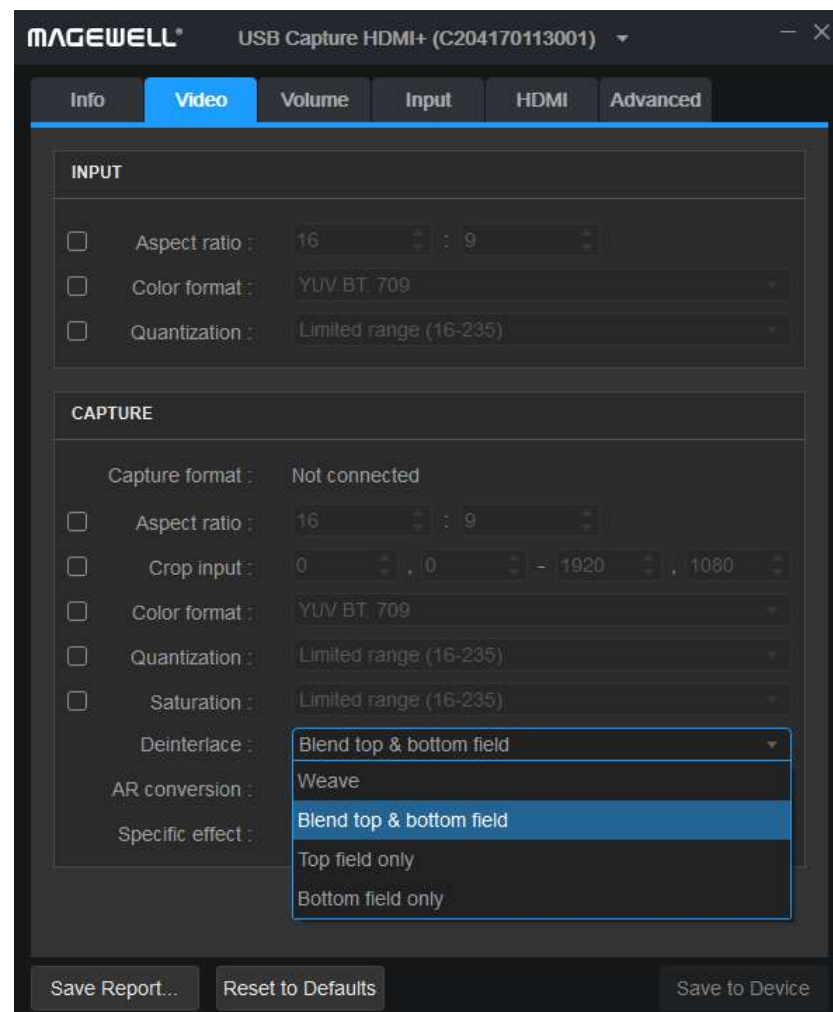 MAGEWELL® USB Capture HDMI+ (C204170113001)
Info Video Volume Input HDMI Advanced
INPUT
Aspect ratio : 16 : 9
Color format : YUV BT. 709
Quantization : Limited range (16-235)
CAPTURE
Capture format : Not connected
Aspect ratio : 16 : 9
Crop input : 0 , 0 - 1920 , 1080
Color format : YUV BT. 709
Quantization : Limited range (16-235)
Saturation : Limited range (16-235)
Deinterlace : Blend top & bottom field
Weave
AR conversion :
Blend top & bottom field
Specific effect :
Top field only
Bottom field only
Save Report... Reset to Defaults Save to Device